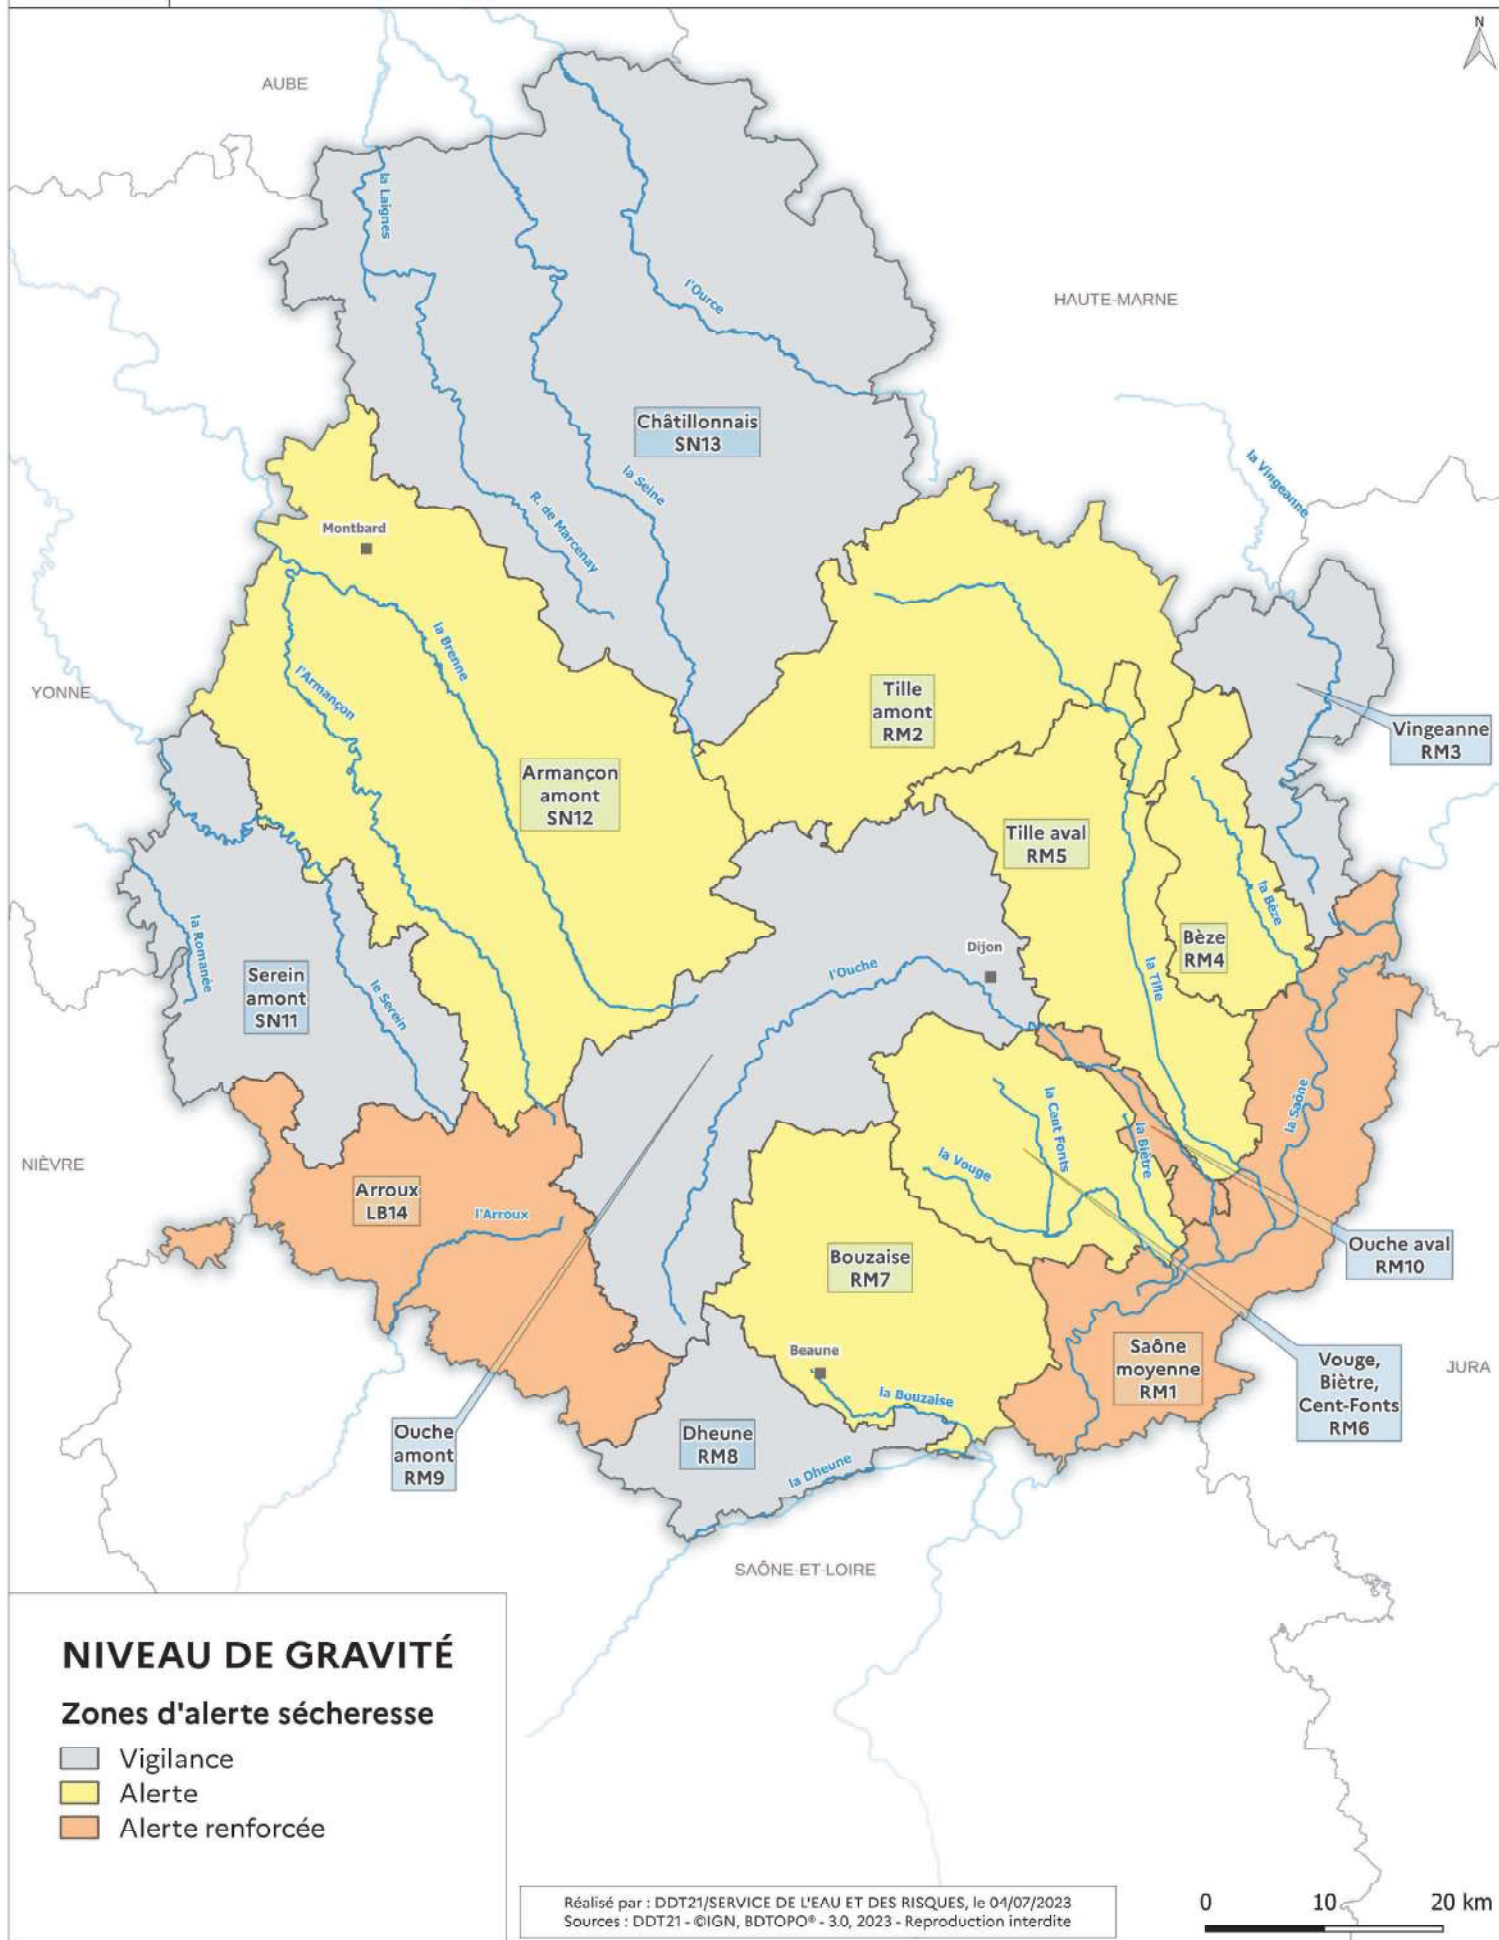 N
AUBE
la Laignes
l'Ource
HAUTE-MARNE
Châtillonnais
SN13
la Seine
la Vingeanne
R. de Marcenay
Montbard
la Brenne
l'Armançon
YONNE
Tille
amont
RM2
Vingeanne
RM3
Armançon
amont
SN12
Tille aval
RM5
la Bèze
Bèze
RM4
la Romanée
Serein
amont
SN11
le Serein
Dijon
l'Ouche
la Tille
la Saône
NIÈVRE
la Cent Fonts
la Biètre
la Vouge
Arroux
LB14
l'Arroux
Bouzaise
RM7
Ouche aval
RM10
Beaune
la Bouzaise
Saône
moyenne
RM1
Vouge,
Biètre,
Cent-Fonts
RM6
JURA
Ouche
amont
RM9
Dheune
RM8
la Dheune
SAÔNE-ET-LOIRE
NIVEAU DE GRAVITÉ
Zones d'alerte sécheresse
Vigilance
Alerte
Alerte renforcée
Réalisé par : DDT21/SERVICE DE L'EAU ET DES RISQUES, le 04/07/2023
Sources : DDT21 - ©IGN, BDTOPO® - 3.0, 2023 - Reproduction interdite
0 10 20 km